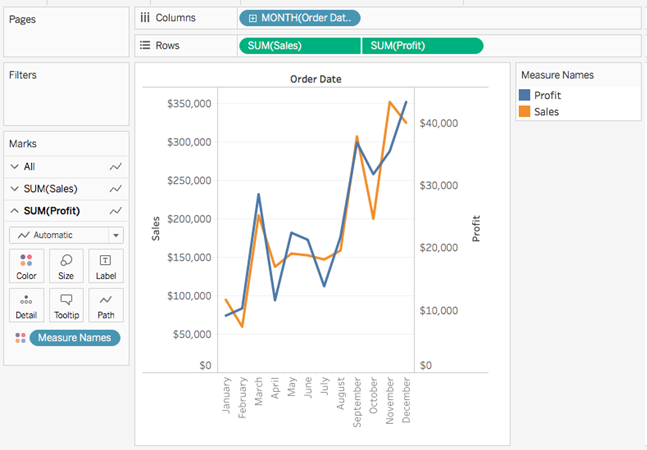 Pages
Columns
MONTH(Order Dat..
Rows
SUM(Sales)
SUM(Profit)
Filters
Marks
All
SUM(Sales)
SUM(Profit)
Automatic
Color
Size
Label
Detail
Tooltip
Path
Measure Names
Order Date
Sales
$350,000
$300,000
$250,000
$200,000
$150,000
$100,000
$50,000
$0
Profit
$40,000
$30,000
$20,000
$10,000
$0
January
February
March
April
May
June
July
August
September
October
November
December
Measure Names
Profit
Sales